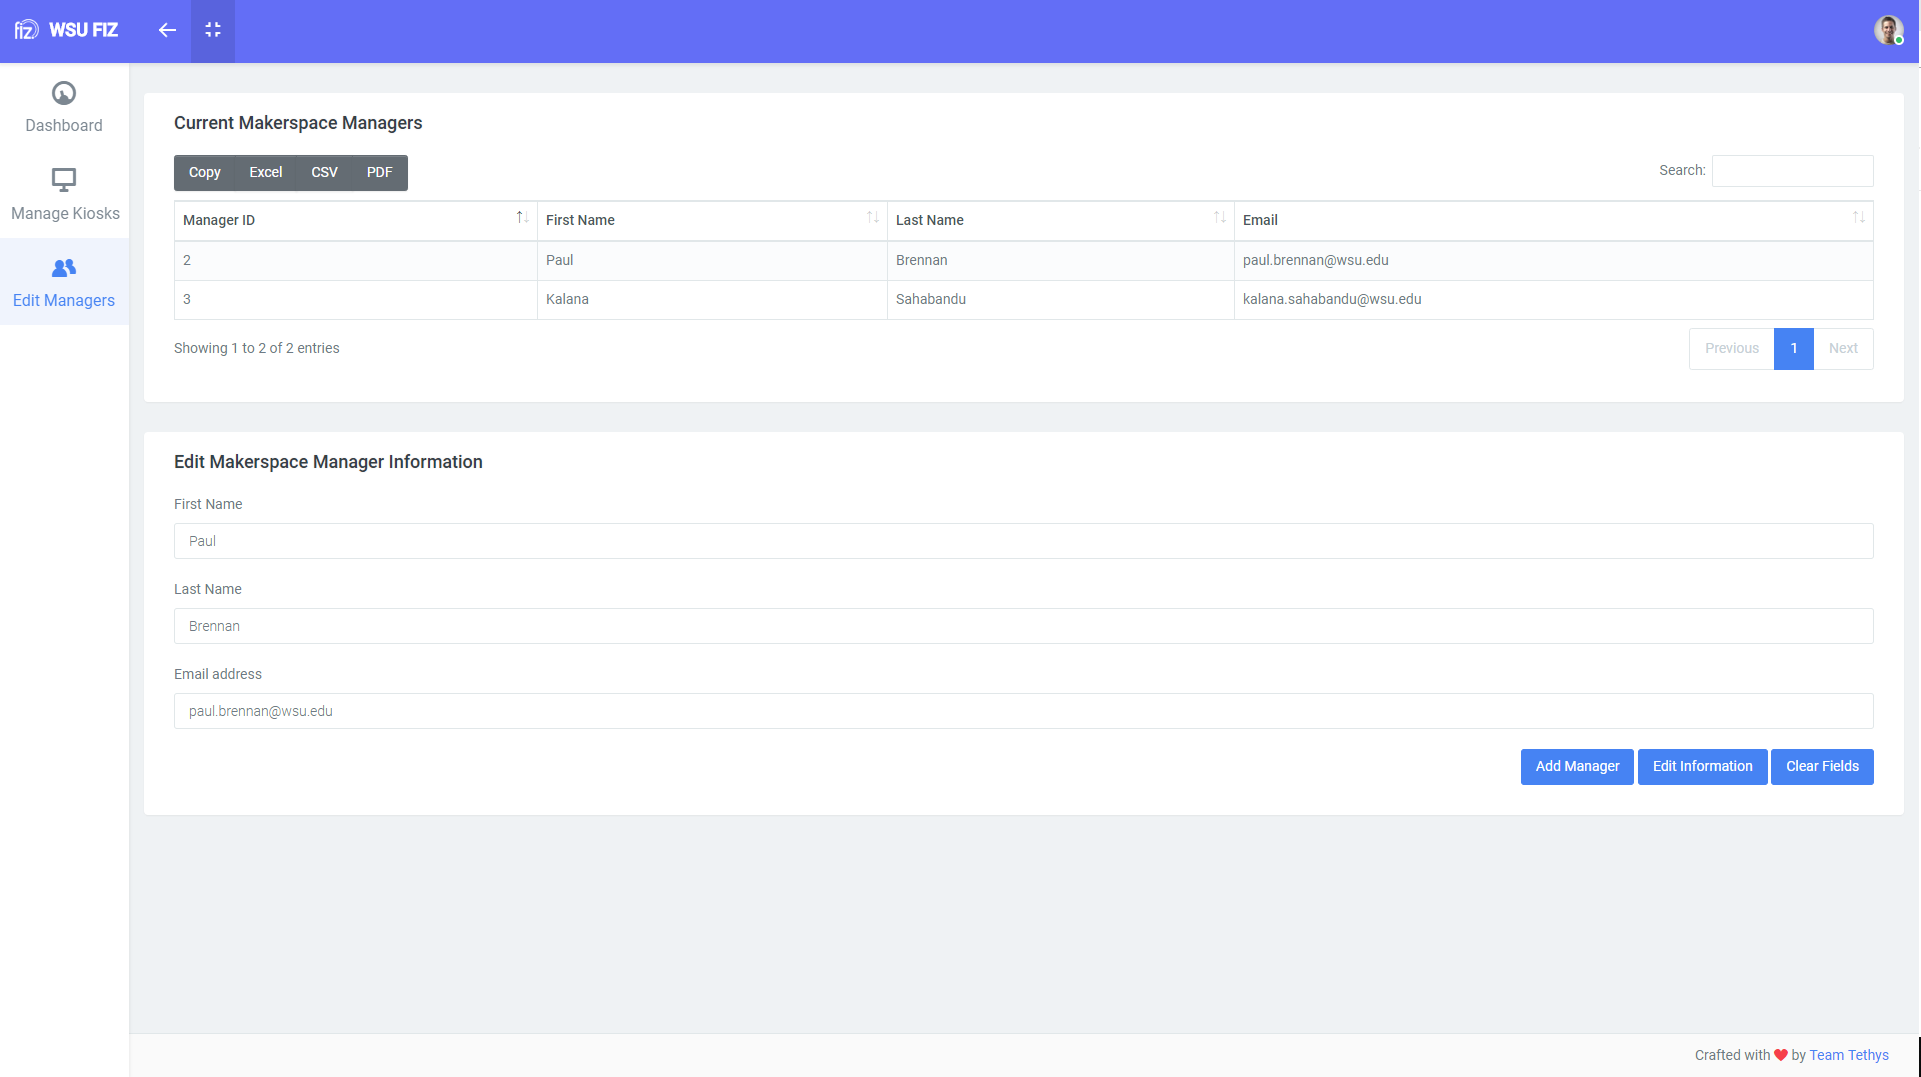 fiz WSU FIZ
Dashboard
Manage Kiosks
Edit Managers
Current Makerspace Managers
Copy Excel CSV PDF
Search:
Manager ID First Name Last Name Email
2 Paul Brennan paul.brennan@wsu.edu
3 Kalana Sahabandu kalana.sahabandu@wsu.edu
Showing 1 to 2 of 2 entries
Previous 1 Next
Edit Makerspace Manager Information
First Name
Paul
Last Name
Brennan
Email address
paul.brennan@wsu.edu
Add Manager Edit Information Clear Fields
Crafted with ❤ by Team Tethys